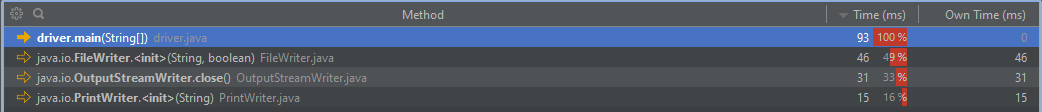 Method Time (ms) Own Time (ms)
driver.main(String[]) driver.java 93 100 % 0
java.io.FileWriter.<init>(String, boolean) FileWriter.java 46 49 % 46
java.io.OutputStreamWriter.close() OutputStreamWriter.java 31 33 % 31
java.io.PrintWriter.<init>(String) PrintWriter.java 15 16 % 15